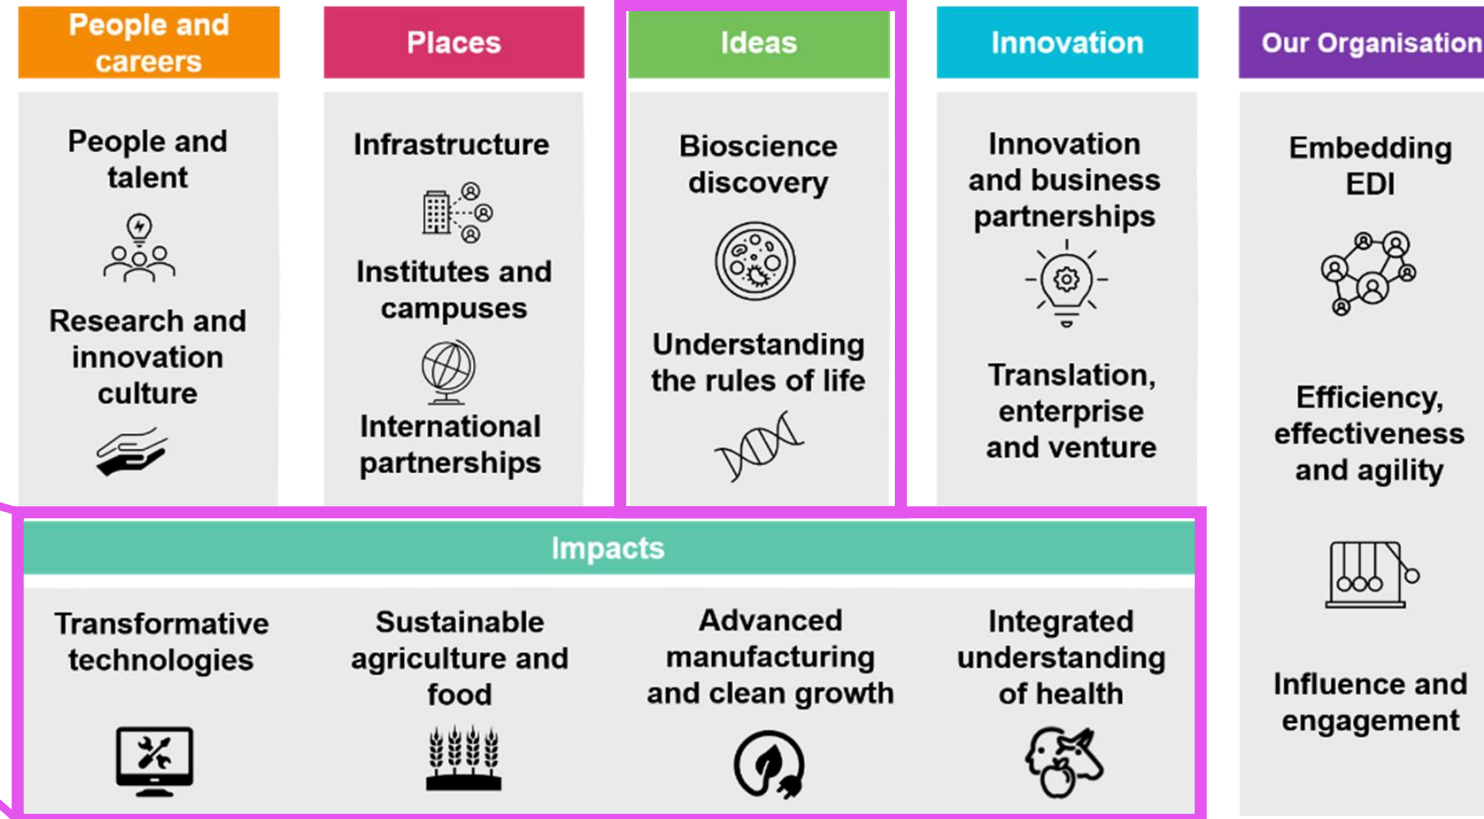 People and
careers
People and
talent
Research and
innovation
culture
Places
Infrastructure
Institutes and
campuses
International
partnerships
Ideas
Bioscience
discovery
Understanding
the rules of life
Innovation
Innovation
and business
partnerships
Translation,
enterprise
and venture
Our Organisation
Embedding
EDI
Efficiency,
effectiveness
and agility
Influence and
engagement
Impacts
Transformative
technologies
Sustainable
agriculture and
food
Advanced
manufacturing
and clean growth
Integrated
understanding
of health